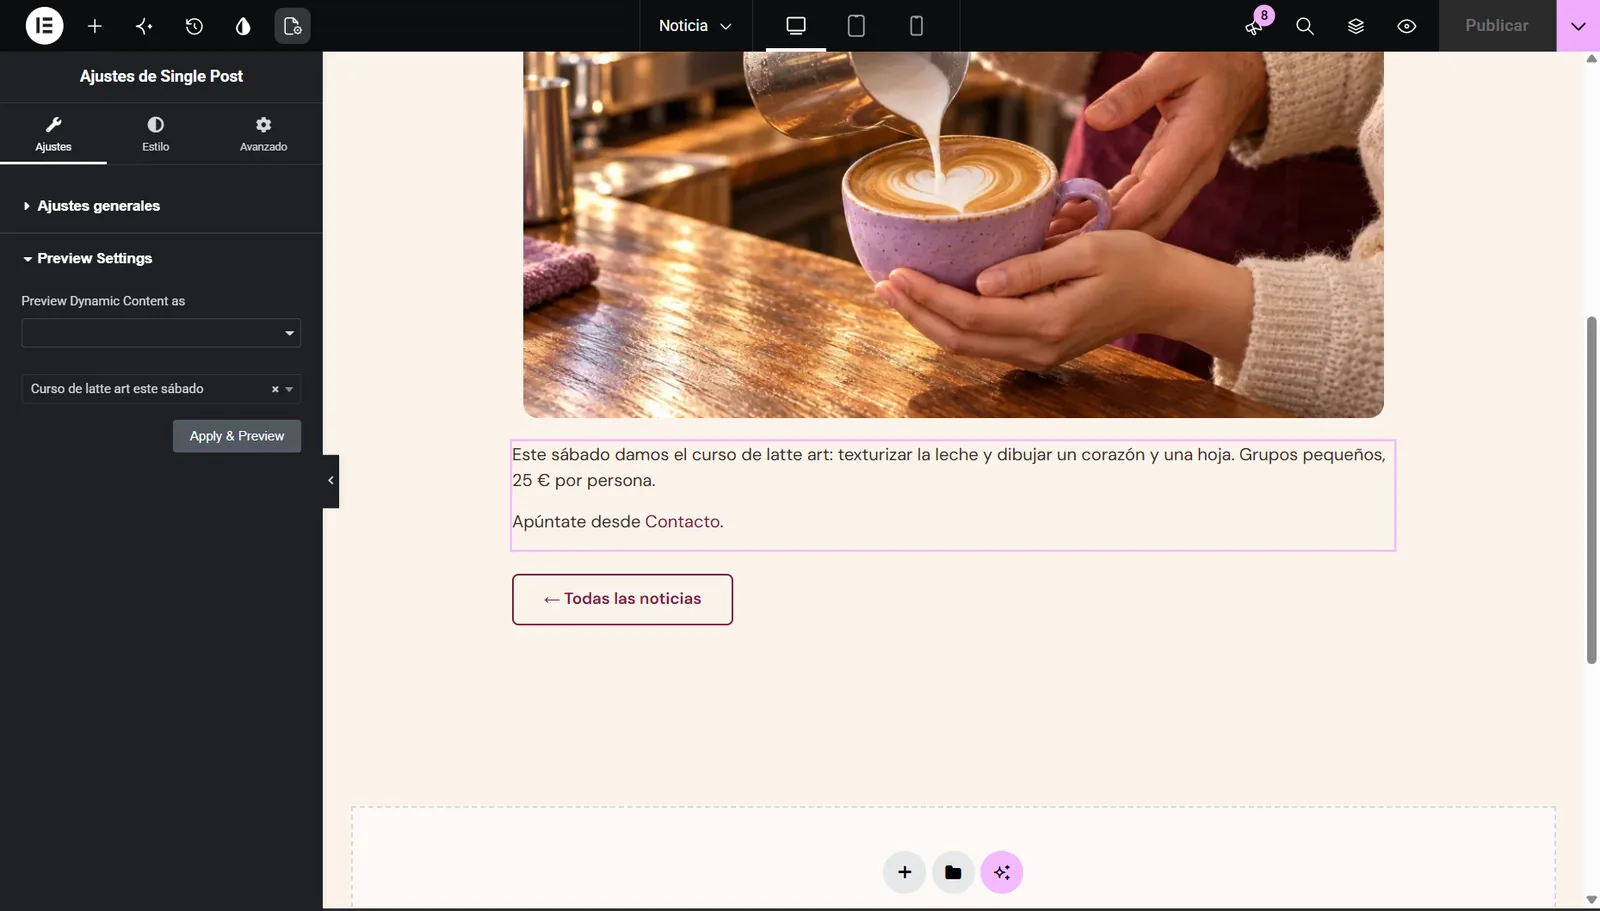 Noticia
8
Publicar
Ajustes de Single Post
Ajustes
Estilo
Avanzado
Ajustes generales
Preview Settings
Preview Dynamic Content as
Curso de latte art este sábado
Apply & Preview
Este sábado damos el curso de latte art: texturizar la leche y dibujar un corazón y una hoja. Grupos pequeños,
25 € por persona.
Apúntate desde Contacto.
← Todas las noticias